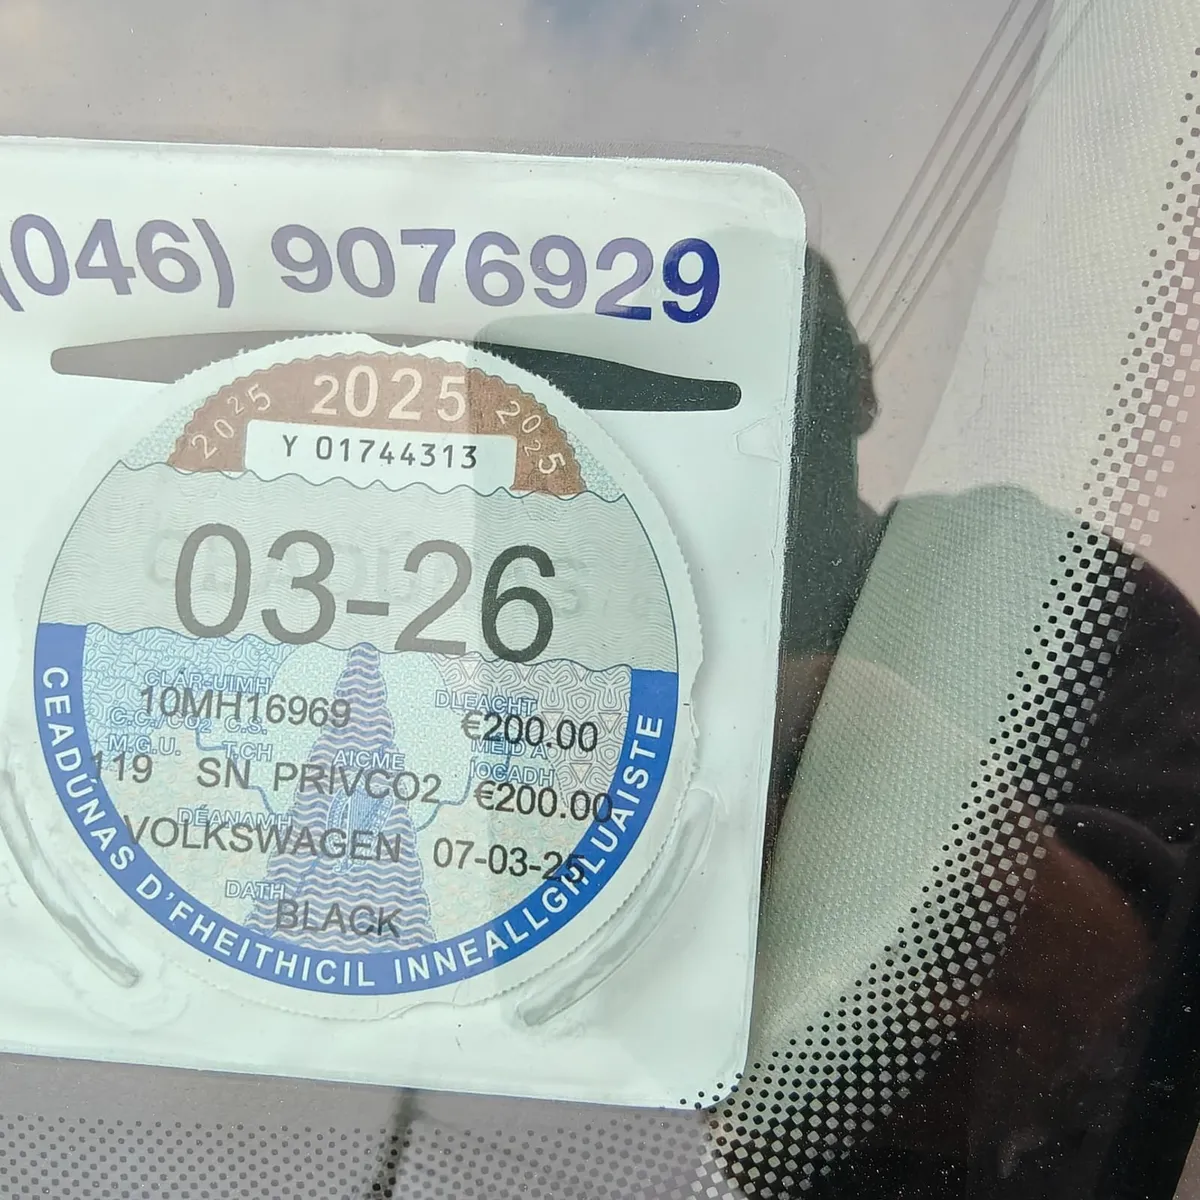 (046) 9076929
2025 2025 2025
Y 01744313
03-26
CLÁR-UIMH
DLEACHT
10MH16969
€200.00
C.C./CO2 C.S.
M.G.U. T.CH
AICME
MÉID A
ÍOCADH
119 SN PRIVCO2
€200.00
DÉANAMH
VOLKSWAGEN 07-03-25
DATH
BLACK
CEADÚNAS D'FHEITHICIL INNEALLGHLUAISTE